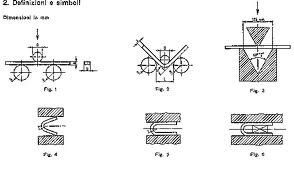 2. Definizioni e simboli
Dimensioni in mm
Fig. 1
Fig. 2
Fig. 3
Fig. 4
Fig. 5
Fig. 6